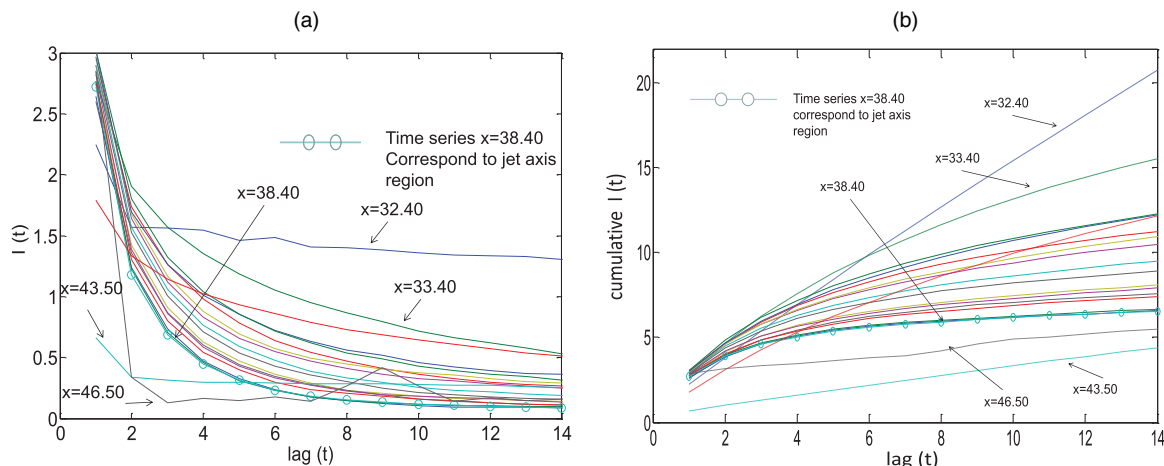 (a)
3
2.5
2
1.5
1
0.5
0
0 2 4 6 8 10 12 14
I (t)
lag (t)
Time series x=38.40
Correspond to jet axis
region
x=38.40
x=32.40
x=33.40
x=43.50
x=46.50
(b)
20
15
10
5
0
0 2 4 6 8 10 12 14
cumulative I (t)
lag (t)
Time series x=38.40
correspond to jet axis
region
x=32.40
x=33.40
x=38.40
x=46.50
x=43.50